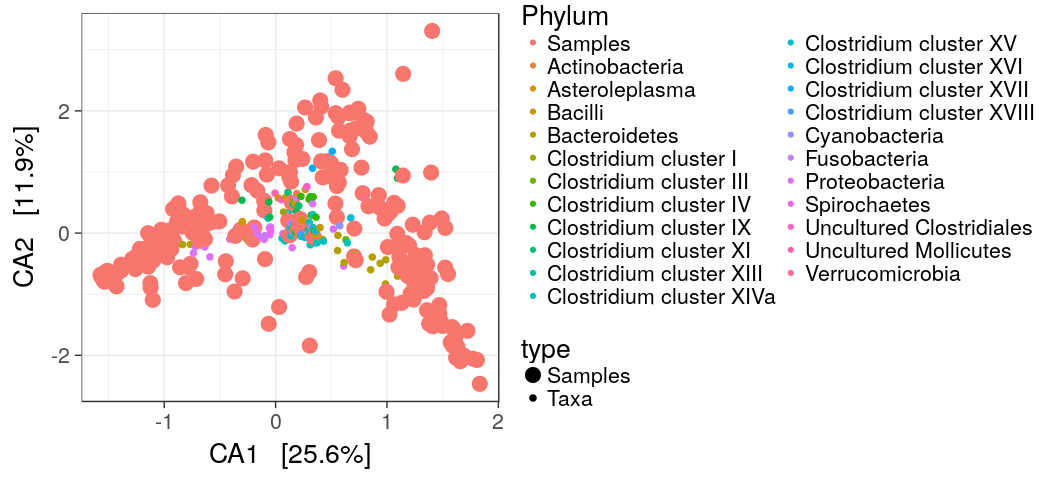 2
0
-2
-1
0
1
2
CA1 [25.6%]
CA2 [11.9%]
Phylum
Samples
Actinobacteria
Asteroleplasma
Bacilli
Bacteroidetes
Clostridium cluster I
Clostridium cluster III
Clostridium cluster IV
Clostridium cluster IX
Clostridium cluster XI
Clostridium cluster XIII
Clostridium cluster XIVa
Clostridium cluster XV
Clostridium cluster XVI
Clostridium cluster XVII
Clostridium cluster XVIII
Cyanobacteria
Fusobacteria
Proteobacteria
Spirochaetes
Uncultured Clostridiales
Uncultured Mollicutes
Verrucomicrobia
type
Samples
Taxa